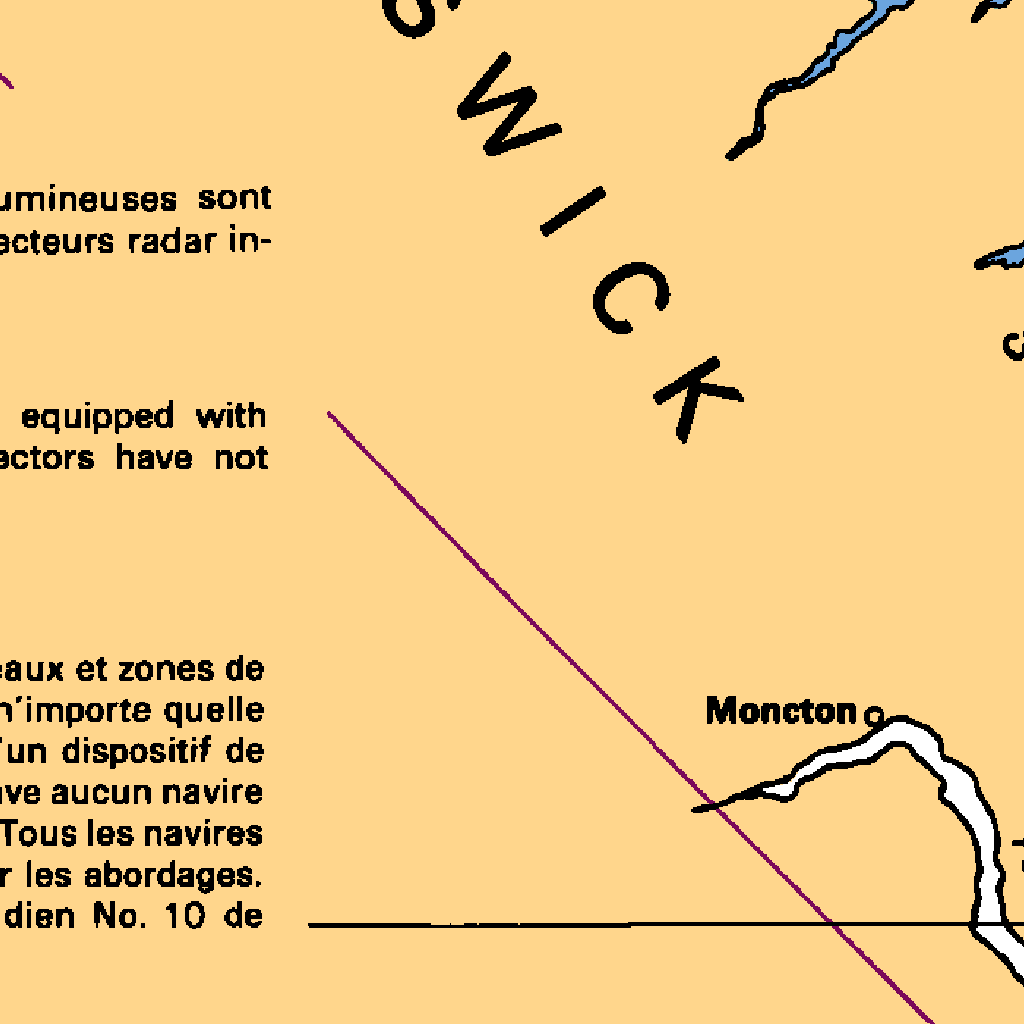 SWICK
umineuses sont
ecteurs radar in-
equipped with
ectors have not
eaux et zones de
n'importe quelle
'un dispositif de
ve aucun navire
Tous les navires
r les abordages.
dien No. 10 de
Moncton